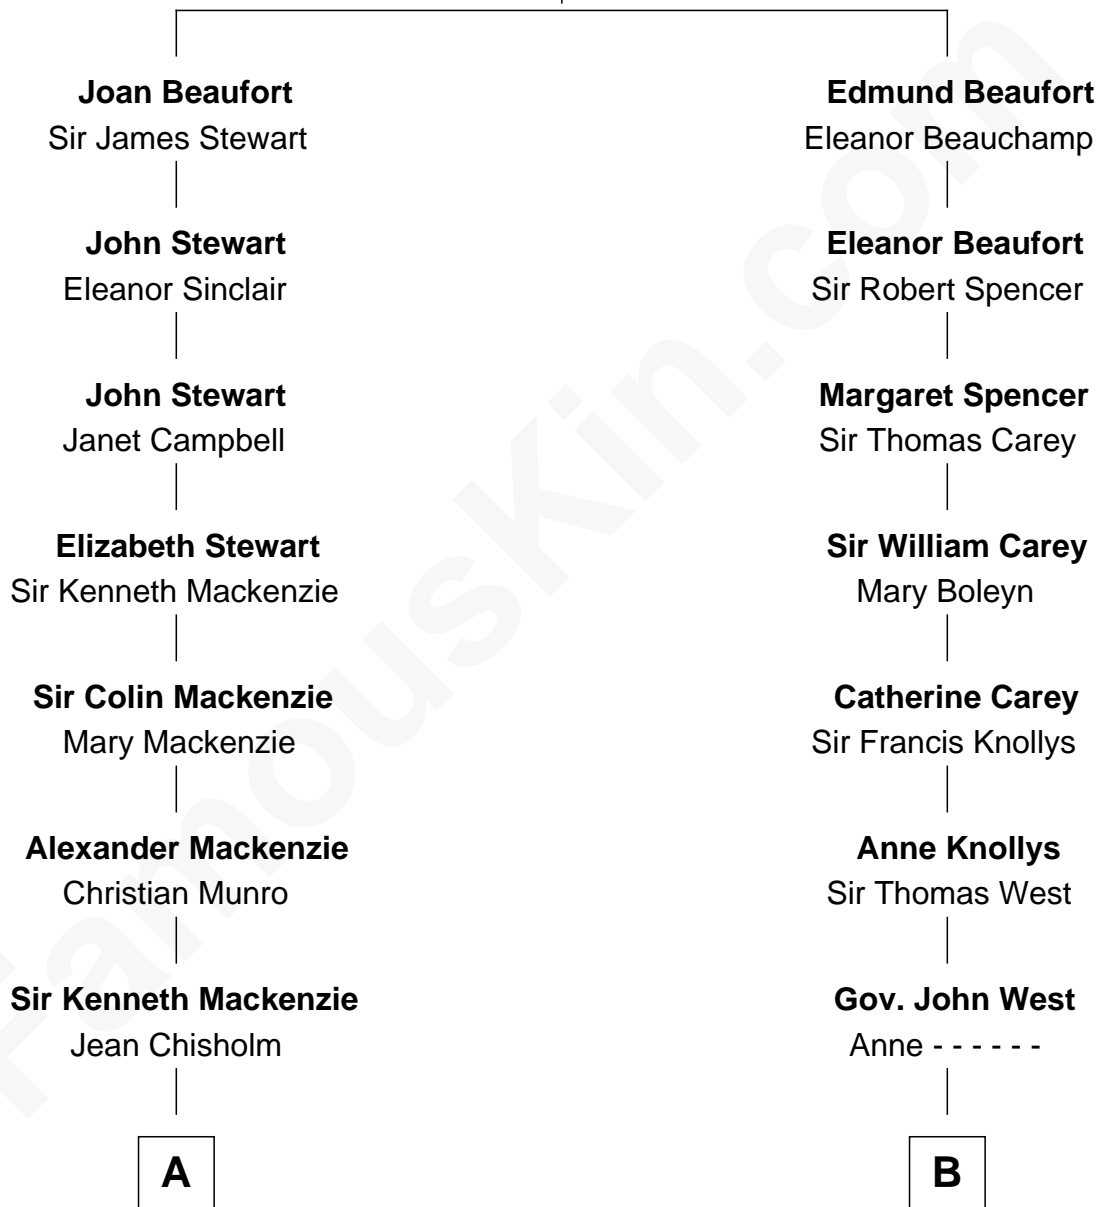 Joan Beaufort
Sir James Stewart
John Stewart
Eleanor Sinclair
John Stewart
Janet Campbell
Elizabeth Stewart
Sir Kenneth Mackenzie
Sir Colin Mackenzie
Mary Mackenzie
Alexander Mackenzie
Christian Munro
Sir Kenneth Mackenzie
Jean Chisholm
A
Edmund Beaufort
Eleanor Beauchamp
Eleanor Beaufort
Sir Robert Spencer
Margaret Spencer
Sir Thomas Carey
Sir William Carey
Mary Boleyn
Catherine Carey
Sir Francis Knollys
Anne Knollys
Sir Thomas West
Gov. John West
Anne - - - - - -
B
FamousKin.com